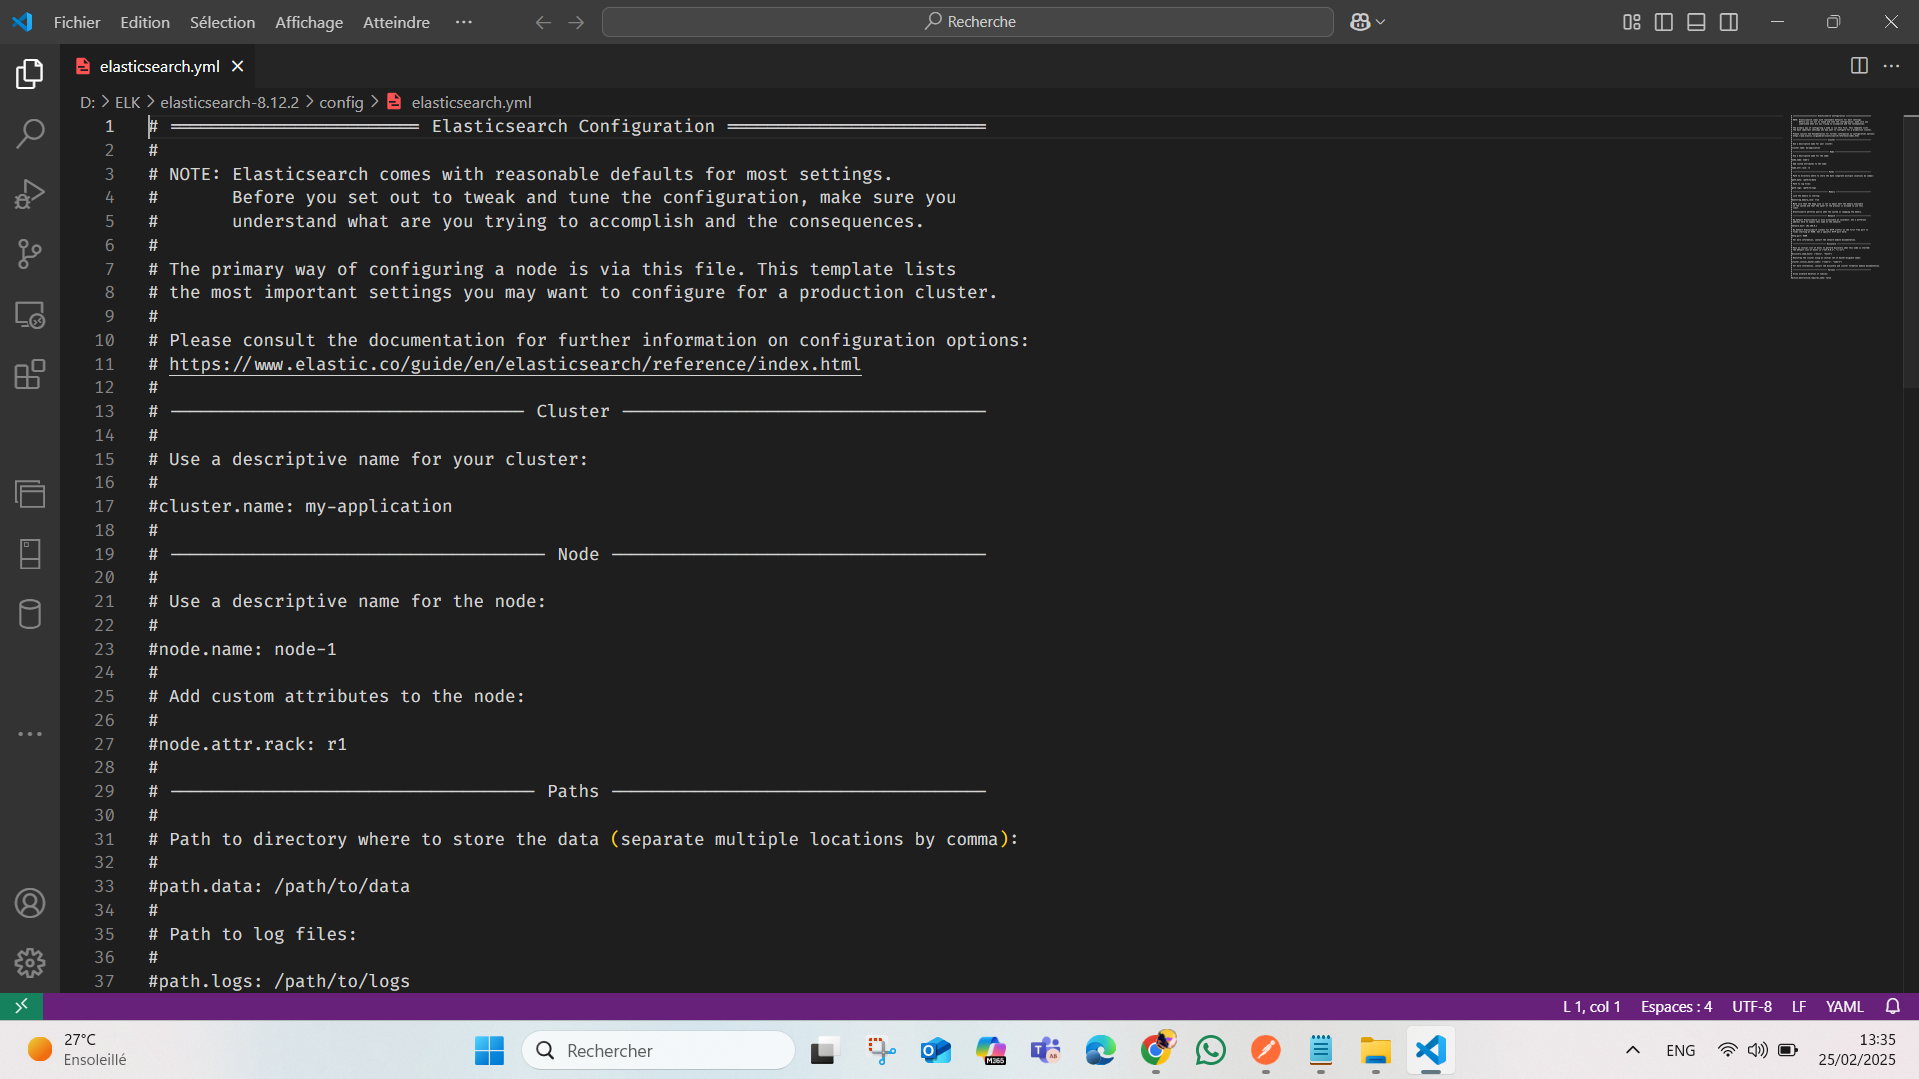 Fichier Edition Sélection Affichage Atteindre ··· Recherche
elasticsearch.yml
D: > ELK > elasticsearch-8.12.2 > config > elasticsearch.yml
1 # ======================== Elasticsearch Configuration =========================
2 #
3 # NOTE: Elasticsearch comes with reasonable defaults for most settings.
4 #       Before you set out to tweak and tune the configuration, make sure you
5 #       understand what are you trying to accomplish and the consequences.
6 #
7 # The primary way of configuring a node is via this file. This template lists
8 # the most important settings you may want to configure for a production cluster.
9 #
10 # Please consult the documentation for further information on configuration options:
11 # https://www.elastic.co/guide/en/elasticsearch/reference/index.html
12 #
13 # ---------------------------------- Cluster -----------------------------------
14 #
15 # Use a descriptive name for your cluster:
16 #
17 #cluster.name: my-application
18 #
19 # ------------------------------------ Node ------------------------------------
20 #
21 # Use a descriptive name for the node:
22 #
23 #node.name: node-1
24 #
25 # Add custom attributes to the node:
26 #
27 #node.attr.rack: r1
28 #
29 # ----------------------------------- Paths ------------------------------------
30 #
31 # Path to directory where to store the data (separate multiple locations by comma):
32 #
33 #path.data: /path/to/data
34 #
35 # Path to log files:
36 #
37 #path.logs: /path/to/logs
L 1, col 1 Espaces : 4 UTF-8 LF YAML
27°C
Ensoleillé
Rechercher
M365
ENG
13:35
25/02/2025